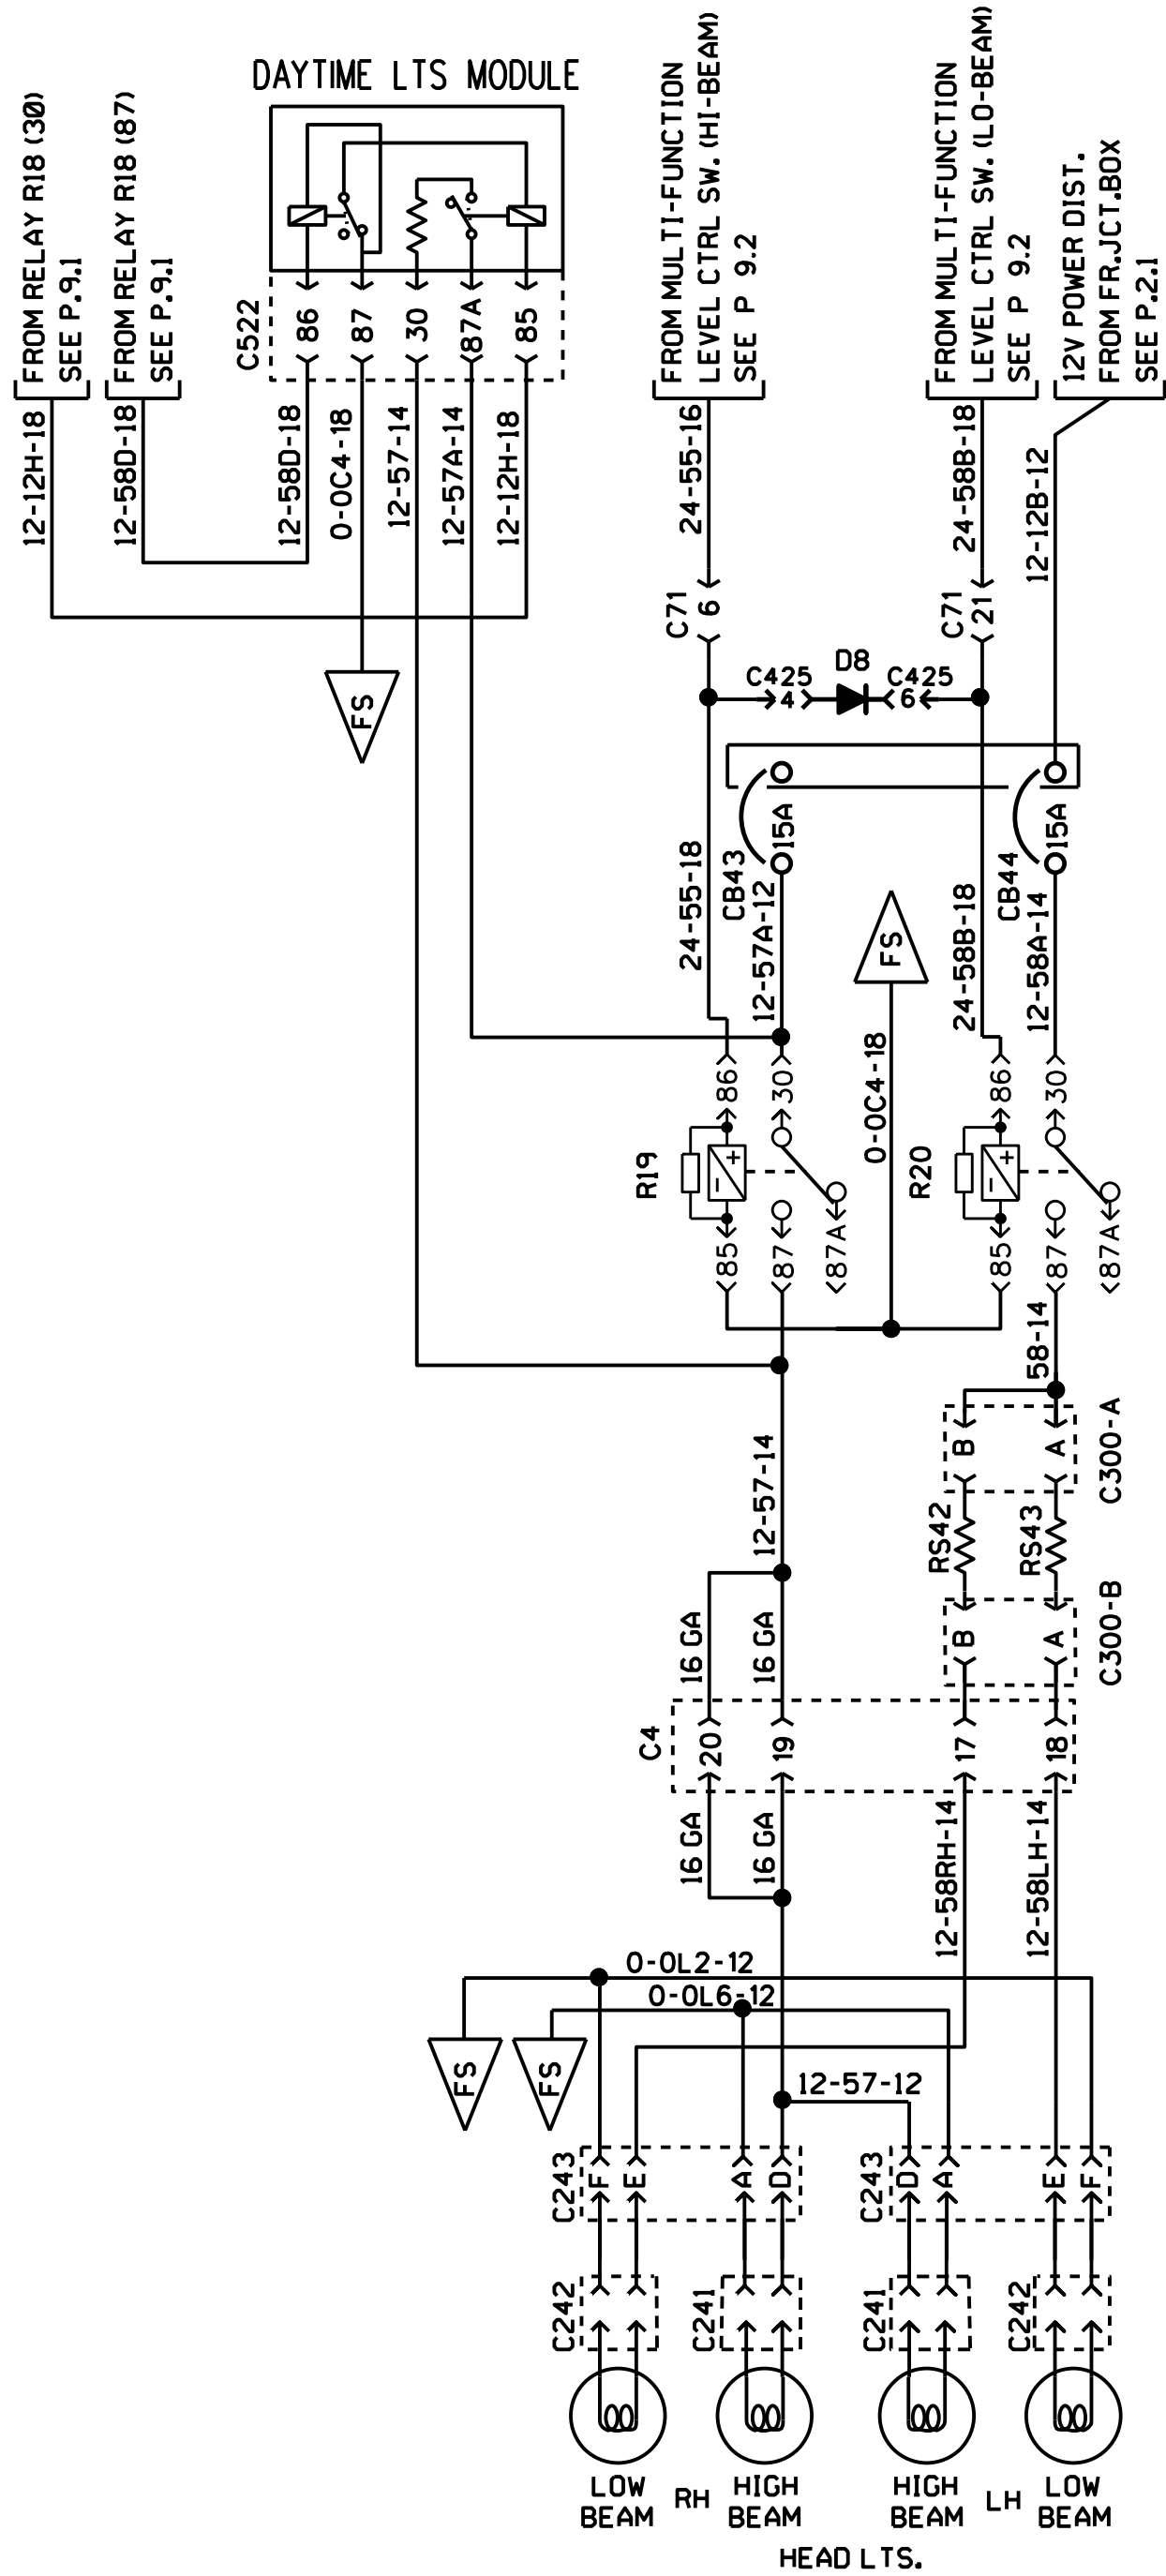 DAYTIME LTS MODULE
FROM RELAY R18 (30)
SEE P.9.1
FROM RELAY R18 (87)
SEE P.9.1
C522
86
87
30
87A
85
FROM MULTI-FUNCTION
LEVEL CTRL SW. (HI-BEAM)
SEE P 9.2
FROM MULTI-FUNCTION
LEVEL CTRL SW. (LO-BEAM)
SEE P 9.2
12V POWER DIST.
FROM FR.JCT.BOX
SEE P.2.1
12-12H-18
12-58D-18
12-58D-18
0-0C4-18
12-57-14
12-57A-14
12-12H-18
24-55-16
24-58B-18
12-12B-12
C71
6
C71
21
FS
C425
4
D8
C425
6
15A
CB43
15A
CB44
24-55-18
12-57A-12
FS
24-58B-18
12-58A-14
0-0C4-18
86
30
86
30
R19
R20
85
87
87A
85
87
87A
58-14
B
A
C300-A
12-57-14
RS42
RS43
B
A
C300-B
16 GA
16 GA
C4
20
19
17
18
16 GA
16 GA
12-58RH-14
12-58LH-14
0-0L2-12
0-0L6-12
FS
FS
12-57-12
C243
F
E
A
D
C243
D
A
E
F
C242
C241
C241
C242
LOW
BEAM
RH
HIGH
BEAM
HIGH
BEAM
LH
LOW
BEAM
HEAD LTS.